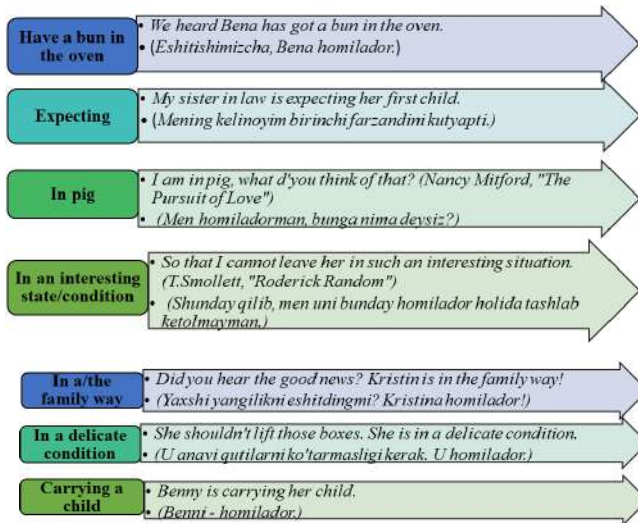 Have a bun in
the oven
• We heard Bena has got a bun in the oven.
• (Eshitishimizcha, Bena homilador.)
Expecting
• My sister in law is expecting her first child.
• (Mening kelinoyim birinchi farzandini kutyapti.)
In pig
• I am in pig, what d'you think of that? (Nancy Mitford, "The
Pursuit of Love")
• (Men homiladorman, bunga nima deysiz?)
In an interesting
state/condition
• So that I cannot leave her in such an interesting situation.
(T.Smollett, "Roderick Random")
• (Shunday qilib, men uni bunday homilador holida tashlab
ketolmayman.)
In a/the
family way
• Did you hear the good news? Kristin is in the family way!
• (Yaxshi yangilikni eshitdingmi? Kristina homilador!)
In a delicate
condition
• She shouldn't lift those boxes. She is in a delicate condition.
• (U anavi qutilarni ko'tarmasligi kerak. U homilador.)
Carrying a
child
• Benny is carrying her child.
• (Benni - homilador.)